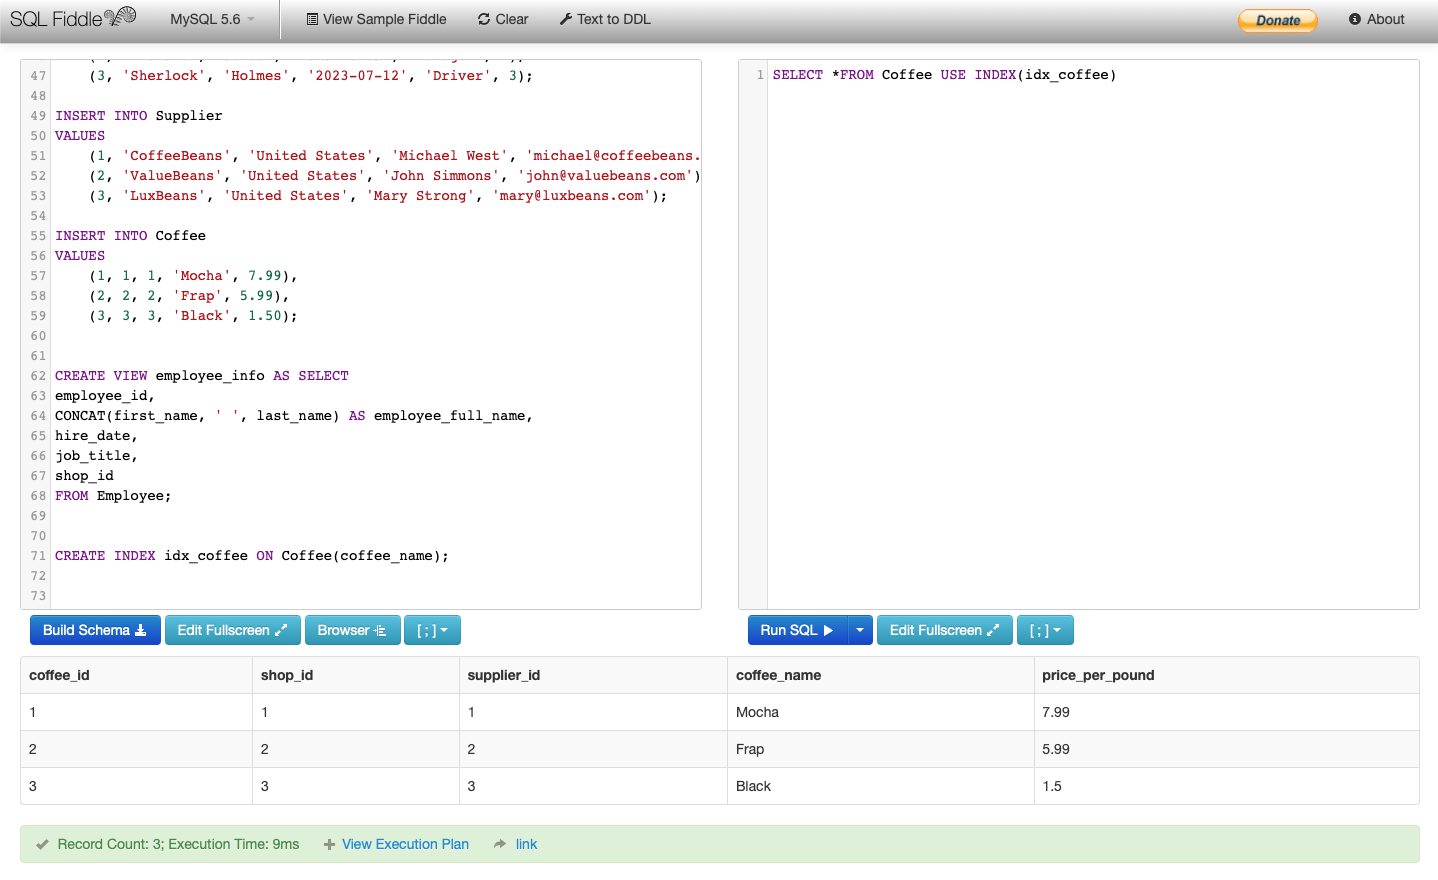 SQL Fiddle MySQL 5.6 View Sample Fiddle Clear Text to DDL Donate About
47 (3, 'Sherlock', 'Holmes', '2023-07-12', 'Driver', 3);
48
49 INSERT INTO Supplier
50 VALUES
51 (1, 'CoffeeBeans', 'United States', 'Michael West', 'michael@coffeebeans.
52 (2, 'ValueBeans', 'United States', 'John Simmons', 'john@valuebeans.com')
53 (3, 'LuxBeans', 'United States', 'Mary Strong', 'mary@luxbeans.com');
54
55 INSERT INTO Coffee
56 VALUES
57 (1, 1, 1, 'Mocha', 7.99),
58 (2, 2, 2, 'Frap', 5.99),
59 (3, 3, 3, 'Black', 1.50);
60
61
62 CREATE VIEW employee_info AS SELECT
63 employee_id,
64 CONCAT(first_name, ' ', last_name) AS employee_full_name,
65 hire_date,
66 job_title,
67 shop_id
68 FROM Employee;
69
70
71 CREATE INDEX idx_coffee ON Coffee(coffee_name);
72
73
1 SELECT *FROM Coffee USE INDEX(idx_coffee)
Build Schema Edit Fullscreen Browser [ ; ]
Run SQL Edit Fullscreen [ ; ]
coffee_id shop_id supplier_id coffee_name price_per_pound
1 1 1 Mocha 7.99
2 2 2 Frap 5.99
3 3 3 Black 1.5
Record Count: 3; Execution Time: 9ms View Execution Plan link